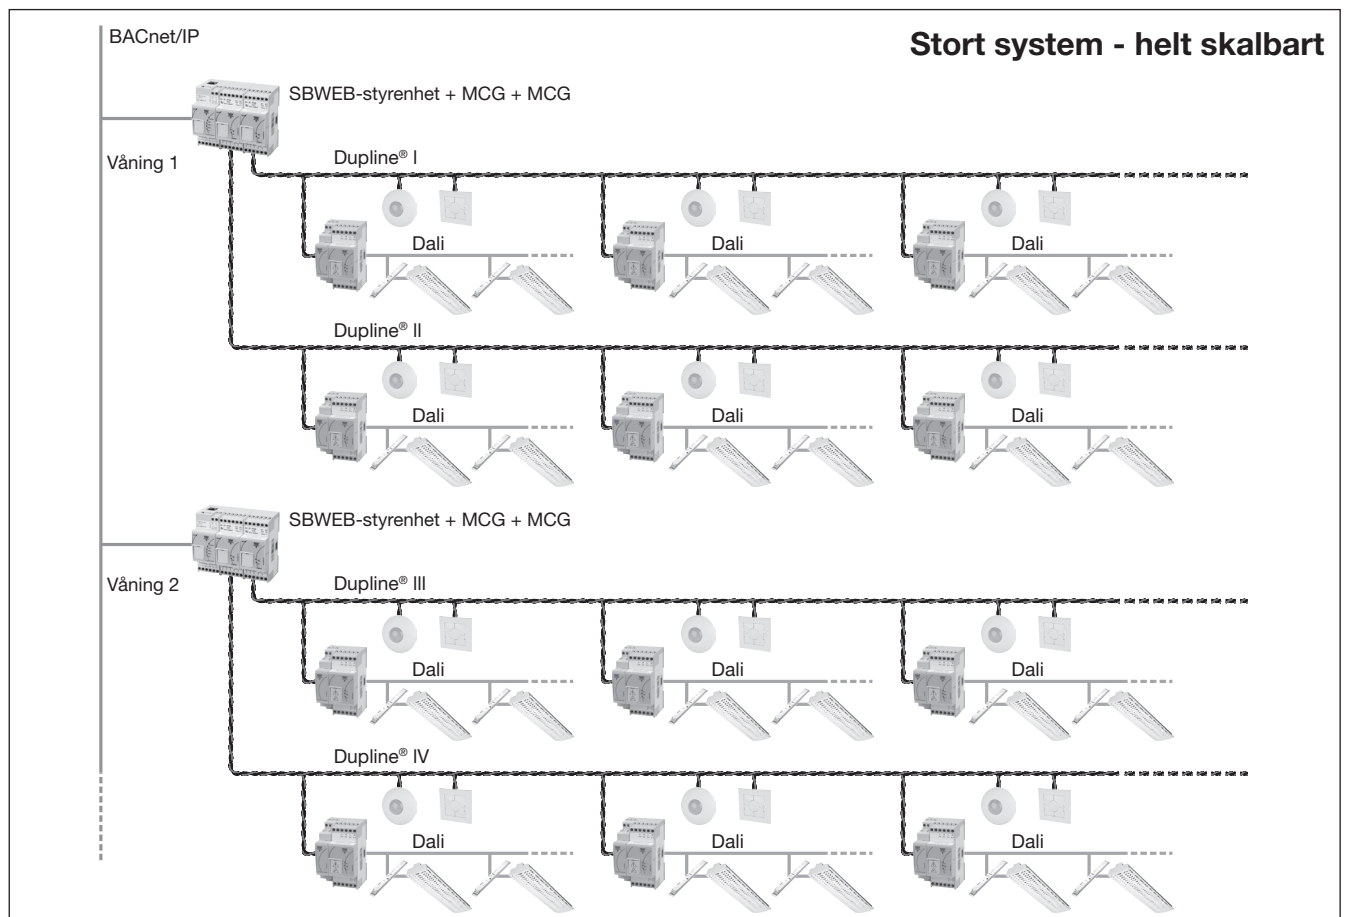 BACnet/IP
Stort system - helt skalbart
SBWEB-styrenhet + MCG + MCG
Våning 1
Dupline® I
Dali
Dali
Dali
Dupline® II
Dali
Dali
Dali
SBWEB-styrenhet + MCG + MCG
Våning 2
Dupline® III
Dali
Dali
Dali
Dupline® IV
Dali
Dali
Dali